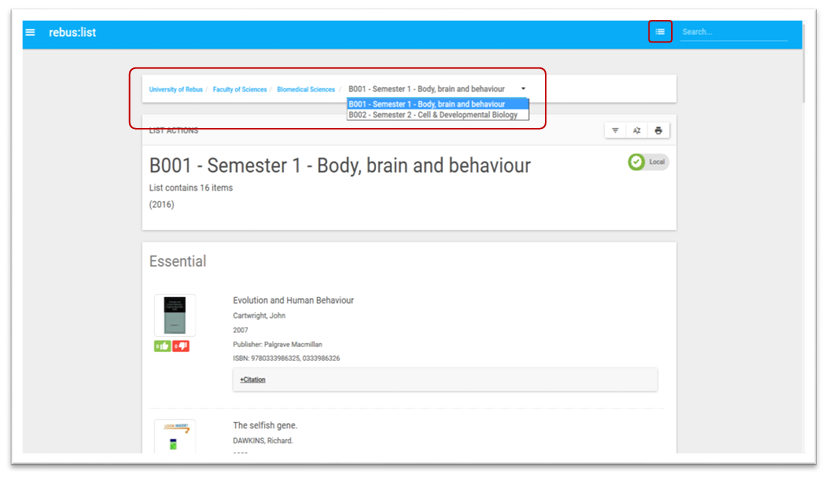 rebus:list
Search...
University of Rebus / Faculty of Sciences / Biomedical Sciences / B001 - Semester 1 - Body, brain and behaviour
B001 - Semester 1 - Body, brain and behaviour
B002 - Semester 2 - Cell & Developmental Biology
LIST ACTIONS
B001 - Semester 1 - Body, brain and behaviour
Local
List contains 16 items
(2016)
Essential
Evolution and Human Behaviour
Cartwright, John
2007
Publisher: Palgrave Macmillan
ISBN: 9780333986325, 0333986326
+Citation
The selfish gene.
DAWKINS, Richard.